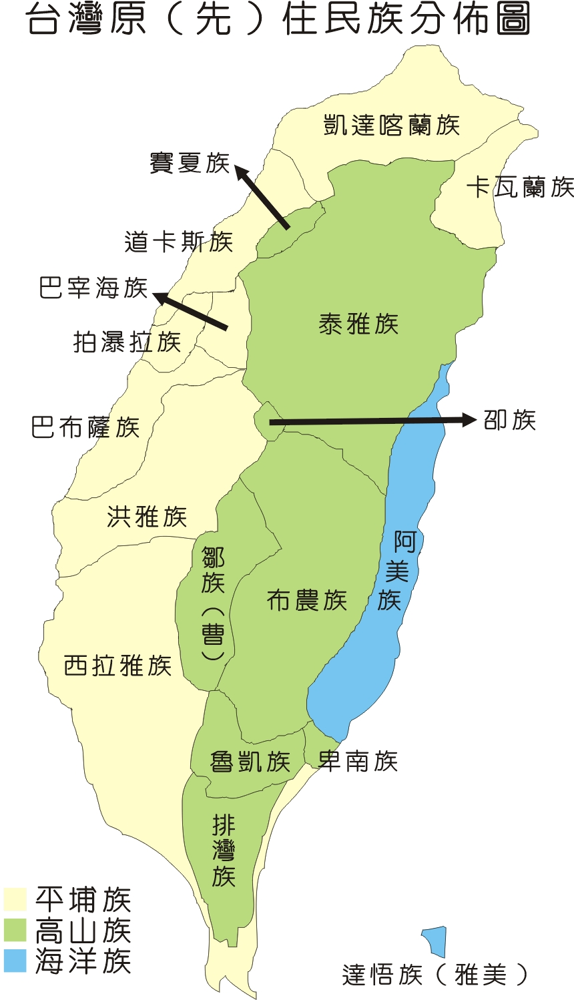 台灣原（先）住民族分佈圖
凱達喀蘭族
賽夏族
卡瓦蘭族
道卡斯族
巴宰海族
泰雅族
拍瀑拉族
巴布薩族
卲族
洪雅族
阿美族
鄒族（曹）
布農族
西拉雅族
魯凱族
卑南族
排灣族
平埔族
高山族
海洋族
達悟族（雅美）